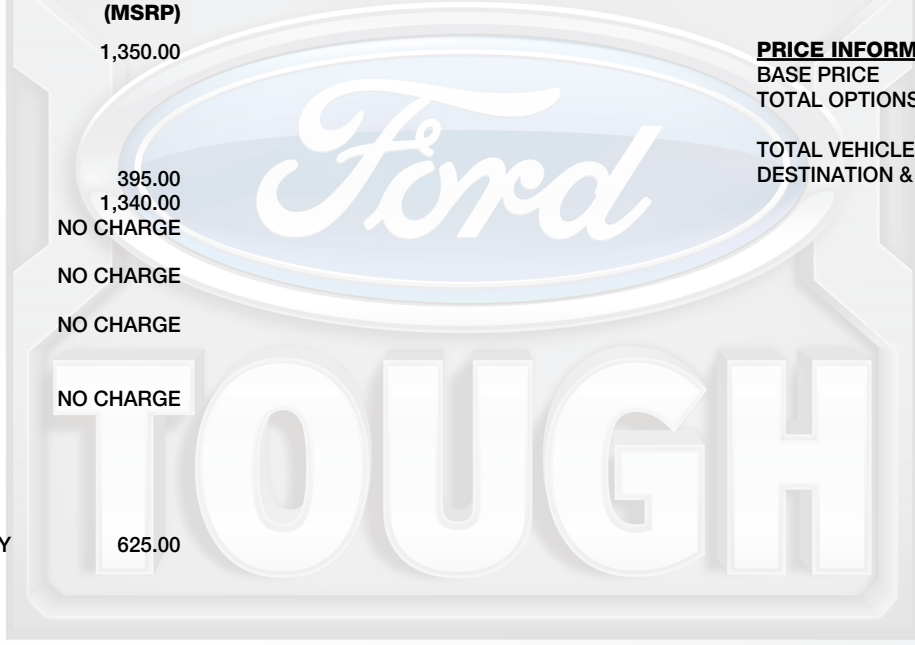 (MSRP)
1,350.00
395.00
1,340.00
NO CHARGE
NO CHARGE
NO CHARGE
NO CHARGE
Y 625.00
PRICE INFORM
BASE PRICE
TOTAL OPTIONS
TOTAL VEHICLE
DESTINATION &
Ford
TOUGH